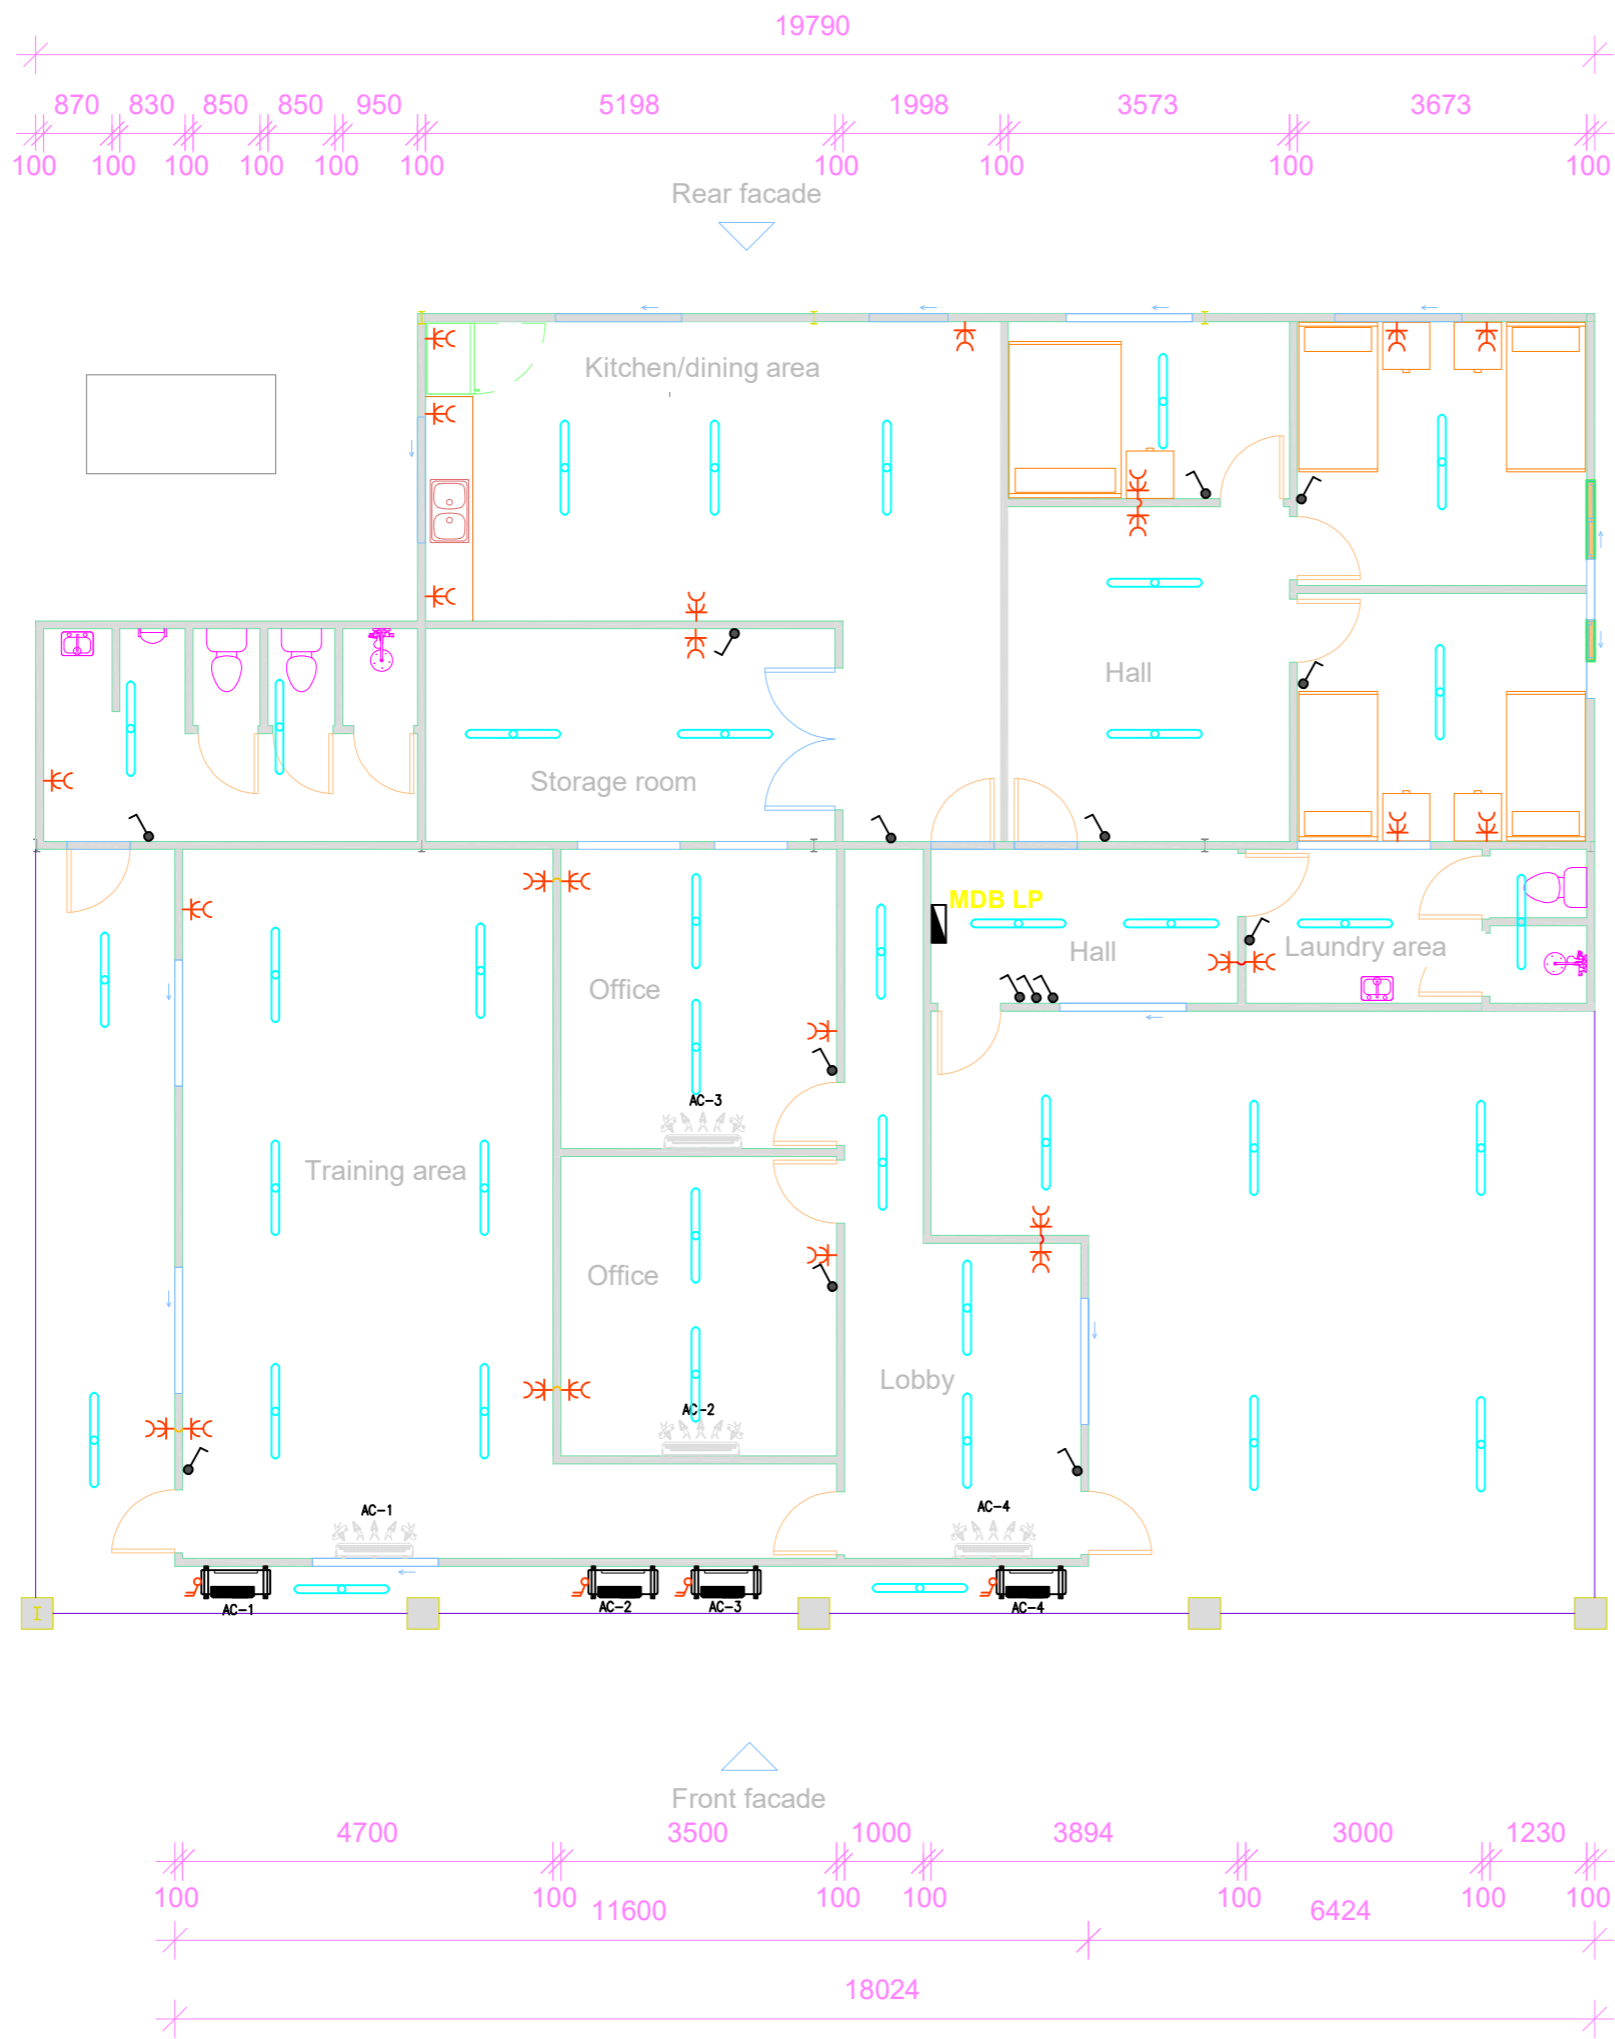 19790
870 830 850 850 950 5198 1998 3573 3673
100 100 100 100 100 100 100 100 100 100
Rear facade
Kitchen/dining area
Hall
Storage room
MDB LP
Hall
Laundry area
Office
AC-3
Training area
Office
Lobby
AC-2
AC-1
AC-4
AC-1
AC-2
AC-3
AC-4
Front facade
4700 3500 1000 3894 3000 1230
100 100 100 100 100 100 100
11600 6424
18024